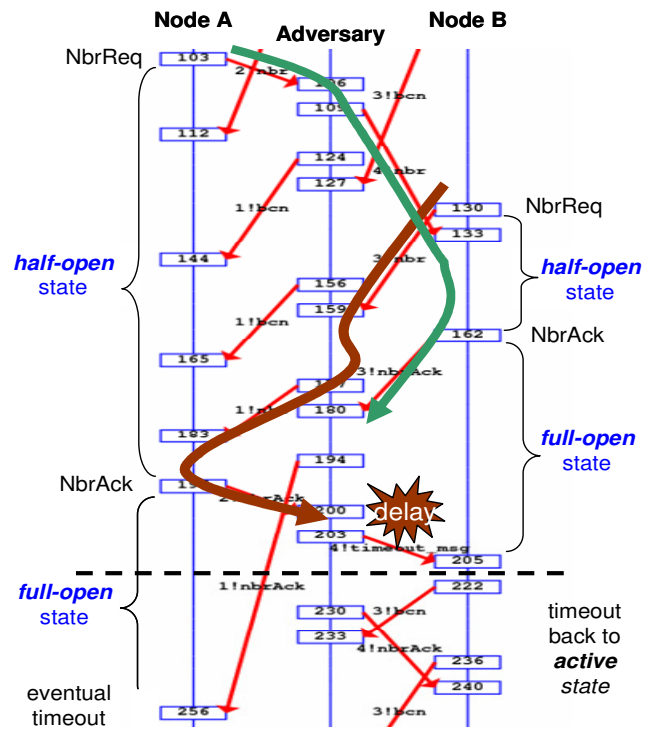 Node A
Adversary
Node B
NbrReq
103
2!nbr
106
3!bcn
109
112
124
4!nbr
127
1!bcn
130
NbrReq
133
half-open
state
144
3!nbr
half-open
state
156
159
1!bcn
162
NbrAck
165
3!nbrAck
180
183
full-open
state
194
NbrAck
200
delay
203
4!timeout_msg
205
full-open
state
1!nbrAck
222
230
3!bcn
233
4!nbrAck
236
240
timeout
back to
active
state
eventual
timeout
256
3!bcn